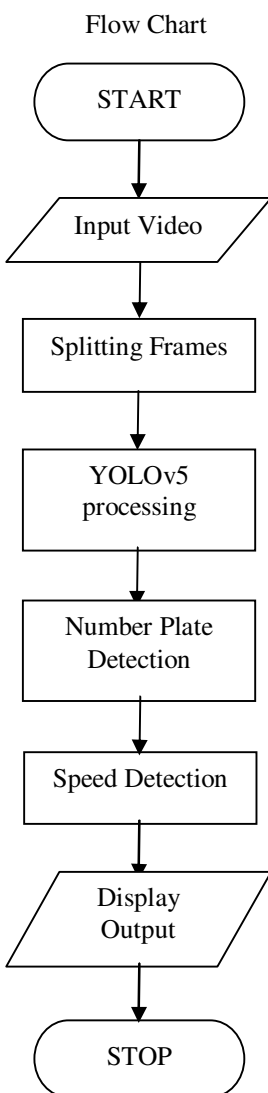 Flow Chart
START
Input Video
Splitting Frames
YOLOv5
processing
Number Plate
Detection
Speed Detection
Display
Output
STOP